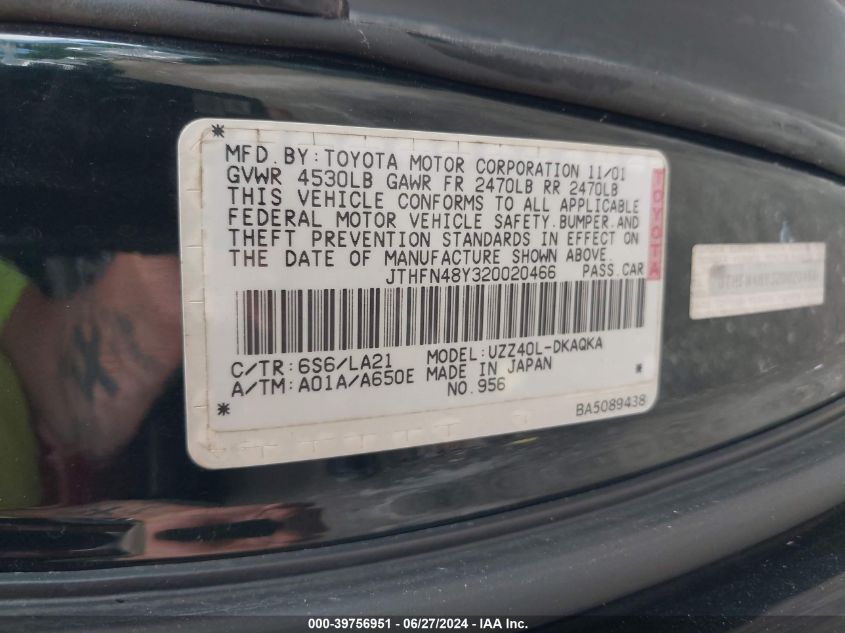 MFD. BY: TOYOTA MOTOR CORPORATION 11/01
GVWR 4530LB GAWR FR 2470LB RR 2470LB
THIS VEHICLE CONFORMS TO ALL APPLICABLE
FEDERAL MOTOR VEHICLE SAFETY.BUMPER.AND
THEFT PREVENTION STANDARDS IN EFFECT ON
THE DATE OF MANUFACTURE SHOWN ABOVE.
JTHFN48Y320020466 PASS.CAR
TOYOTA
C/TR: 6S6/LA21 MODEL: UZZ40L-DKAQKA
A/TM: A01A/A650E MADE IN JAPAN
NO.956
BA5089438
JTHFN48Y320020466
000-39756951 - 06/27/2024 - IAAI.com